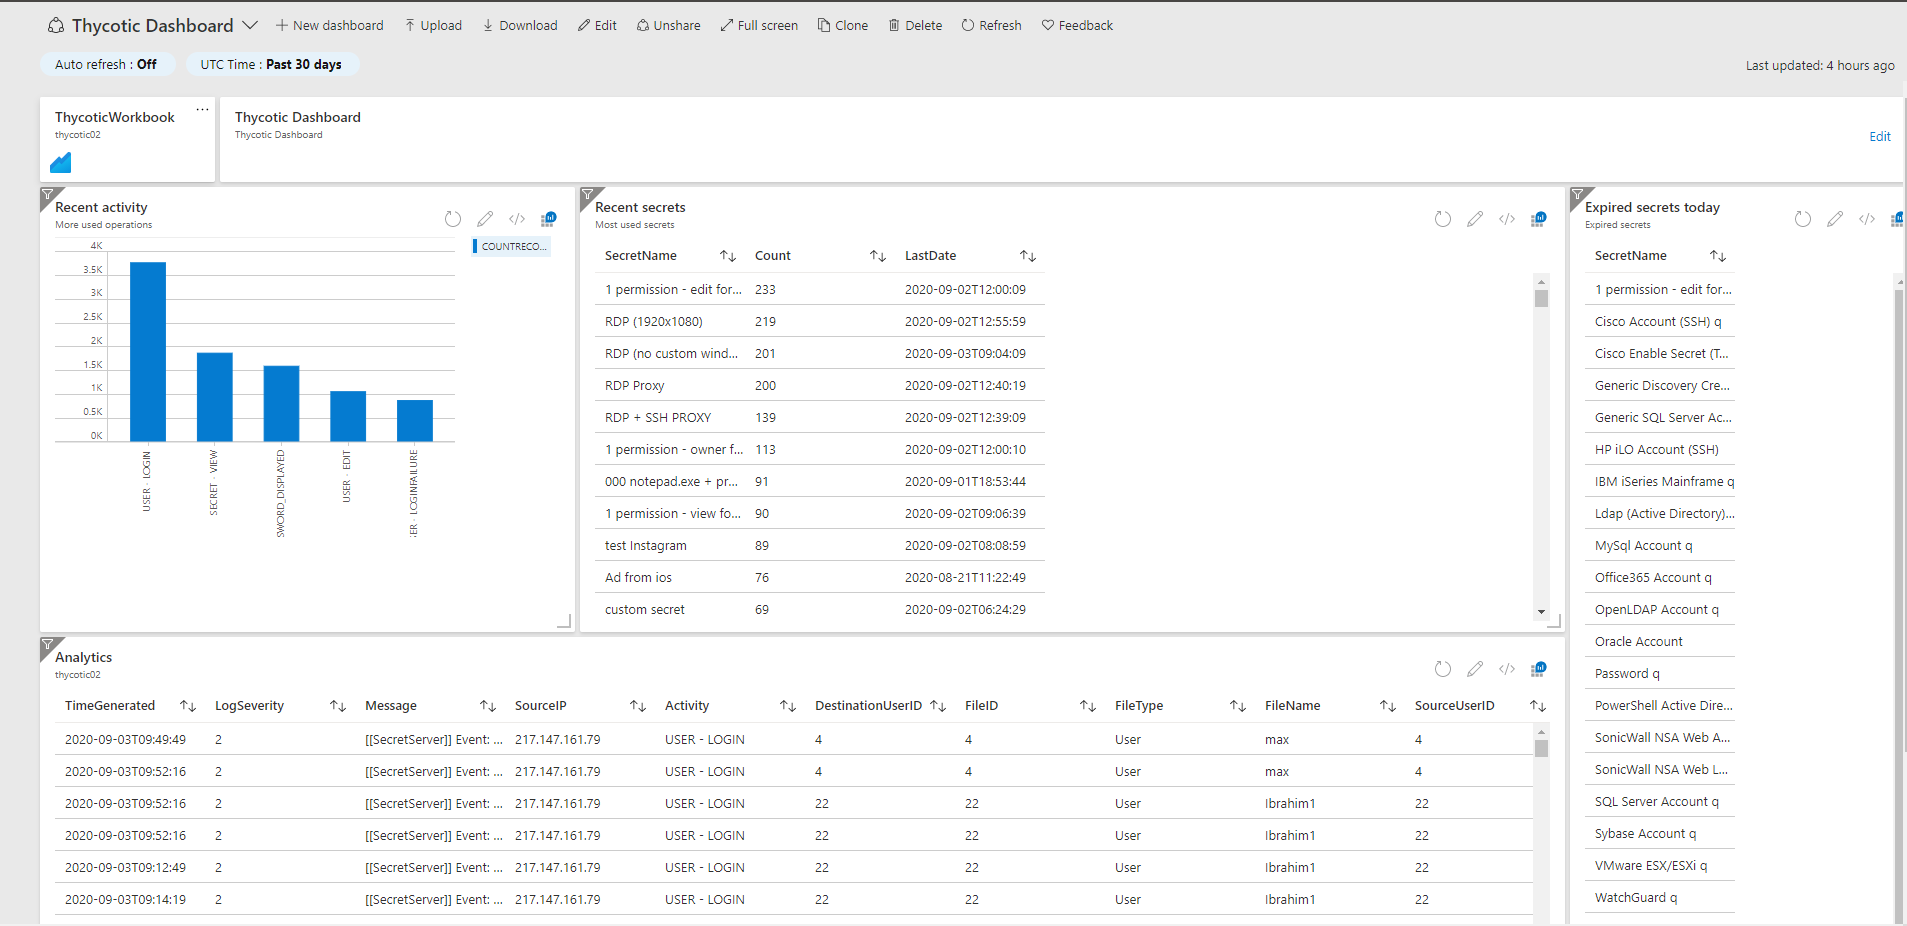 Thycotic Dashboard
New dashboard
Upload
Download
Edit
Unshare
Full screen
Clone
Delete
Refresh
Feedback
Auto refresh : Off
UTC Time : Past 30 days
Last updated: 4 hours ago
ThycoticWorkbook
thycotic02
Thycotic Dashboard
Thycotic Dashboard
Edit
Recent activity
More used operations
COUNTRECO...
4K
3.5K
3K
2.5K
2K
1.5K
1K
0.5K
0K
USER - LOGIN
SECRET - VIEW
SWORD_DISPLAYED
USER - EDIT
ER - LOGINFAILURE
Recent secrets
Most used secrets
SecretName Count LastDate
1 permission - edit for... 233 2020-09-02T12:00:09
RDP (1920x1080) 219 2020-09-02T12:55:59
RDP (no custom wind... 201 2020-09-03T09:04:09
RDP Proxy 200 2020-09-02T12:40:19
RDP + SSH PROXY 139 2020-09-02T12:39:09
1 permission - owner f... 113 2020-09-02T12:00:10
000 notepad.exe + pr... 91 2020-09-01T18:53:44
1 permission - view fo... 90 2020-09-02T09:06:39
test Instagram 89 2020-09-02T08:08:59
Ad from ios 76 2020-08-21T11:22:49
custom secret 69 2020-09-02T06:24:29
Expired secrets today
Expired secrets
SecretName
1 permission - edit for...
Cisco Account (SSH) q
Cisco Enable Secret (T...
Generic Discovery Cre...
Generic SQL Server Ac...
HP iLO Account (SSH)
IBM iSeries Mainframe q
Ldap (Active Directory)...
MySql Account q
Office365 Account q
OpenLDAP Account q
Oracle Account
Password q
PowerShell Active Dire...
SonicWall NSA Web A...
SonicWall NSA Web L...
SQL Server Account q
Sybase Account q
VMware ESX/ESXi q
WatchGuard q
Analytics
thycotic02
TimeGenerated LogSeverity Message SourceIP Activity DestinationUserID FileID FileType FileName SourceUserID
2020-09-03T09:49:49 2 [[SecretServer]] Event: ... 217.147.161.79 USER - LOGIN 4 4 User max 4
2020-09-03T09:52:16 2 [[SecretServer]] Event: ... 217.147.161.79 USER - LOGIN 4 4 User max 4
2020-09-03T09:52:16 2 [[SecretServer]] Event: ... 217.147.161.79 USER - LOGIN 22 22 User Ibrahim1 22
2020-09-03T09:52:16 2 [[SecretServer]] Event: ... 217.147.161.79 USER - LOGIN 22 22 User Ibrahim1 22
2020-09-03T09:12:49 2 [[SecretServer]] Event: ... 217.147.161.79 USER - LOGIN 22 22 User Ibrahim1 22
2020-09-03T09:14:19 2 [[SecretServer]] Event: ... 217.147.161.79 USER - LOGIN 22 22 User Ibrahim1 22